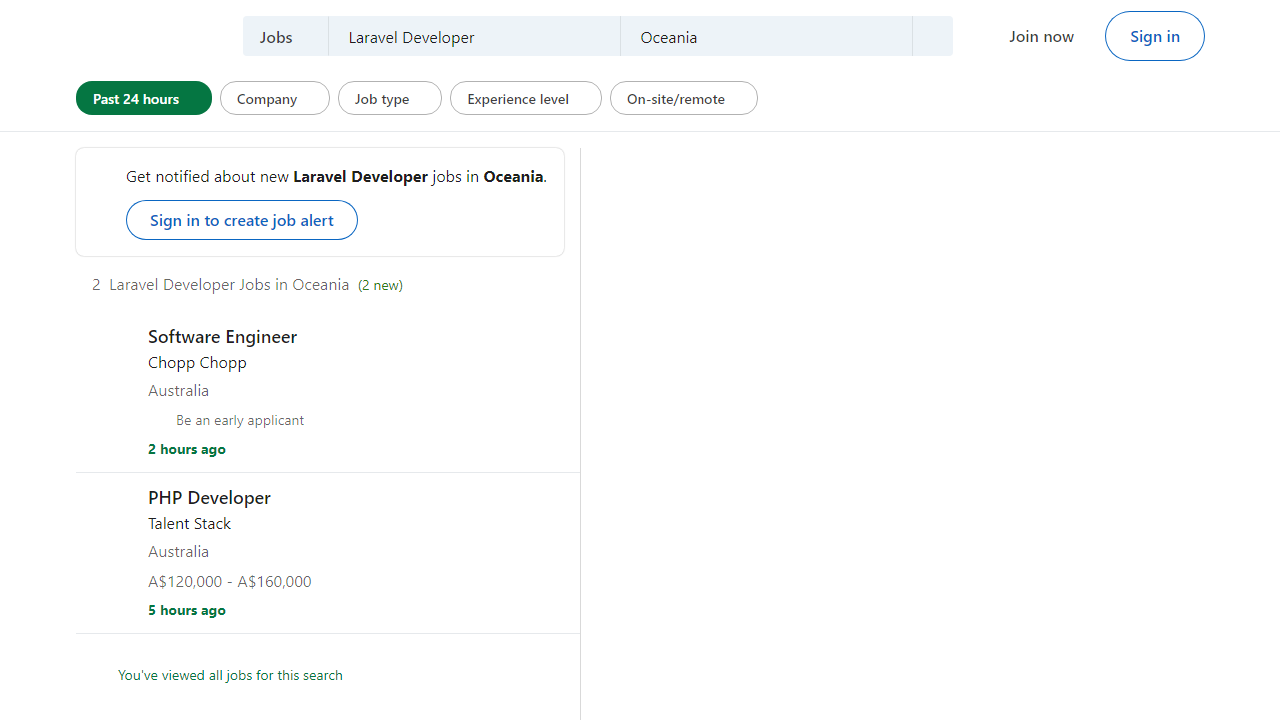 Jobs Laravel Developer Oceania Join now Sign in
Past 24 hours Company Job type Experience level On-site/remote
Get notified about new Laravel Developer jobs in Oceania.
Sign in to create job alert
2 Laravel Developer Jobs in Oceania (2 new)
Software Engineer
Chopp Chopp
Australia
Be an early applicant
2 hours ago
PHP Developer
Talent Stack
Australia
A$120,000 - A$160,000
5 hours ago
You've viewed all jobs for this search